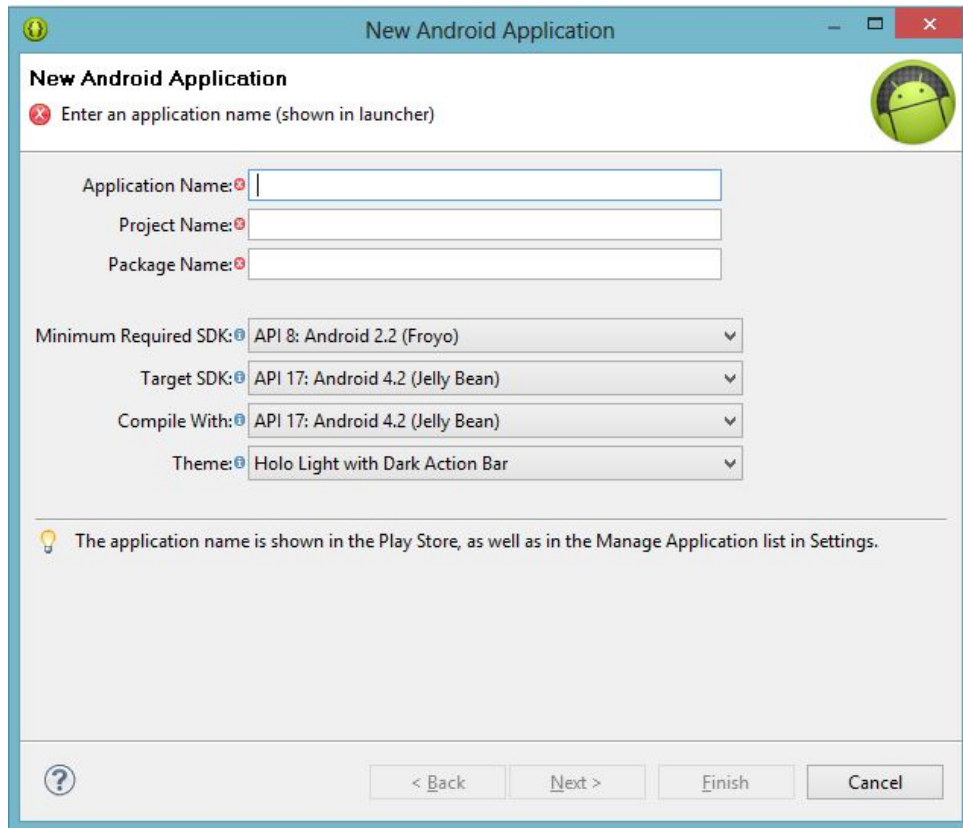 New Android Application
New Android Application
Enter an application name (shown in launcher)
Application Name:
Project Name:
Package Name:
Minimum Required SDK: API 8: Android 2.2 (Froyo)
Target SDK: API 17: Android 4.2 (Jelly Bean)
Compile With: API 17: Android 4.2 (Jelly Bean)
Theme: Holo Light with Dark Action Bar
The application name is shown in the Play Store, as well as in the Manage Application list in Settings.
< Back Next > Finish Cancel